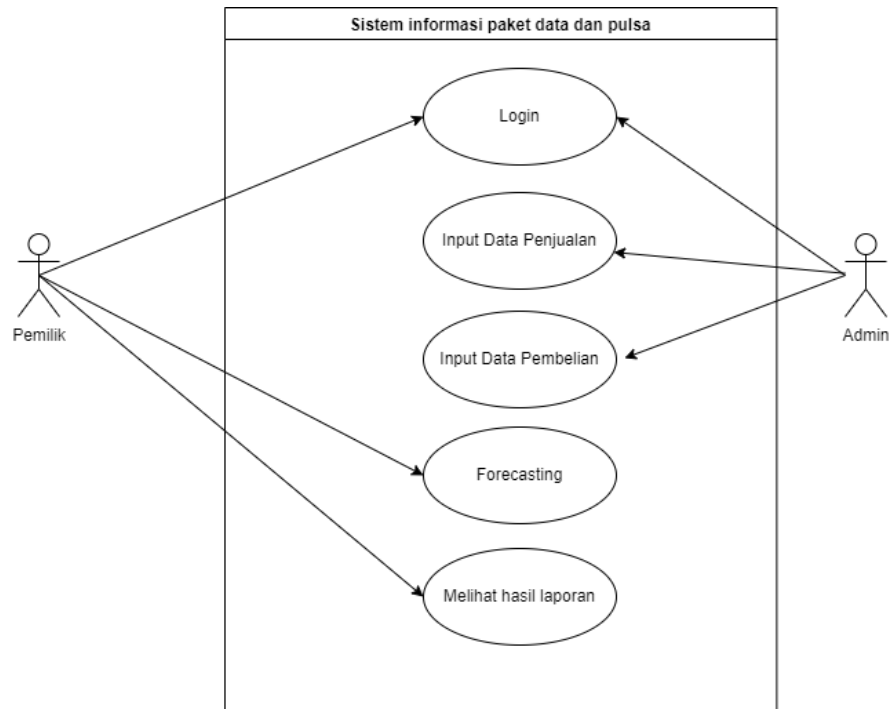 Sistem informasi paket data dan pulsa
Login
Input Data Penjualan
Pemilik
Admin
Input Data Pembelian
Forecasting
Melihat hasil laporan